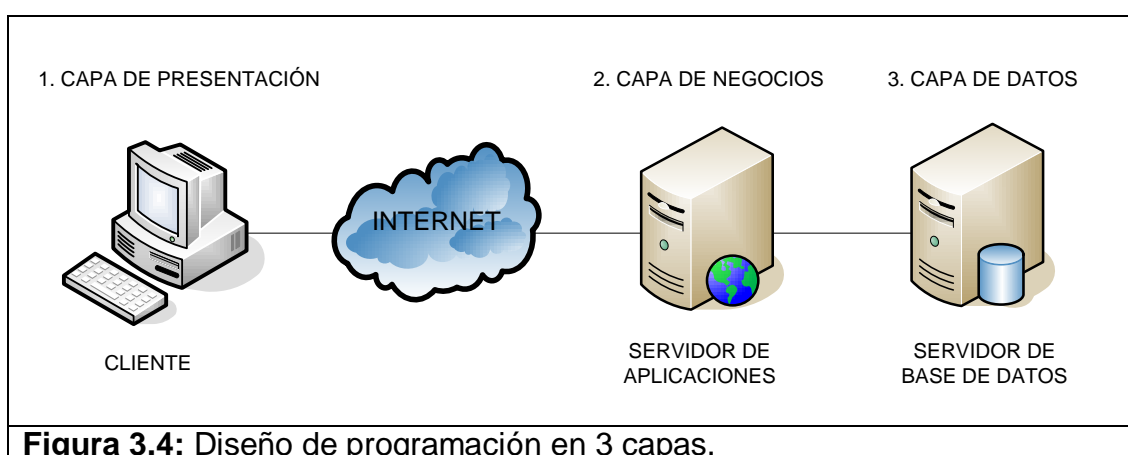 1. CAPA DE PRESENTACIÓN
2. CAPA DE NEGOCIOS
3. CAPA DE DATOS
INTERNET
CLIENTE
SERVIDOR DE
APLICACIONES
SERVIDOR DE
BASE DE DATOS
Figura 3.4: Diseño de programación en 3 capas.